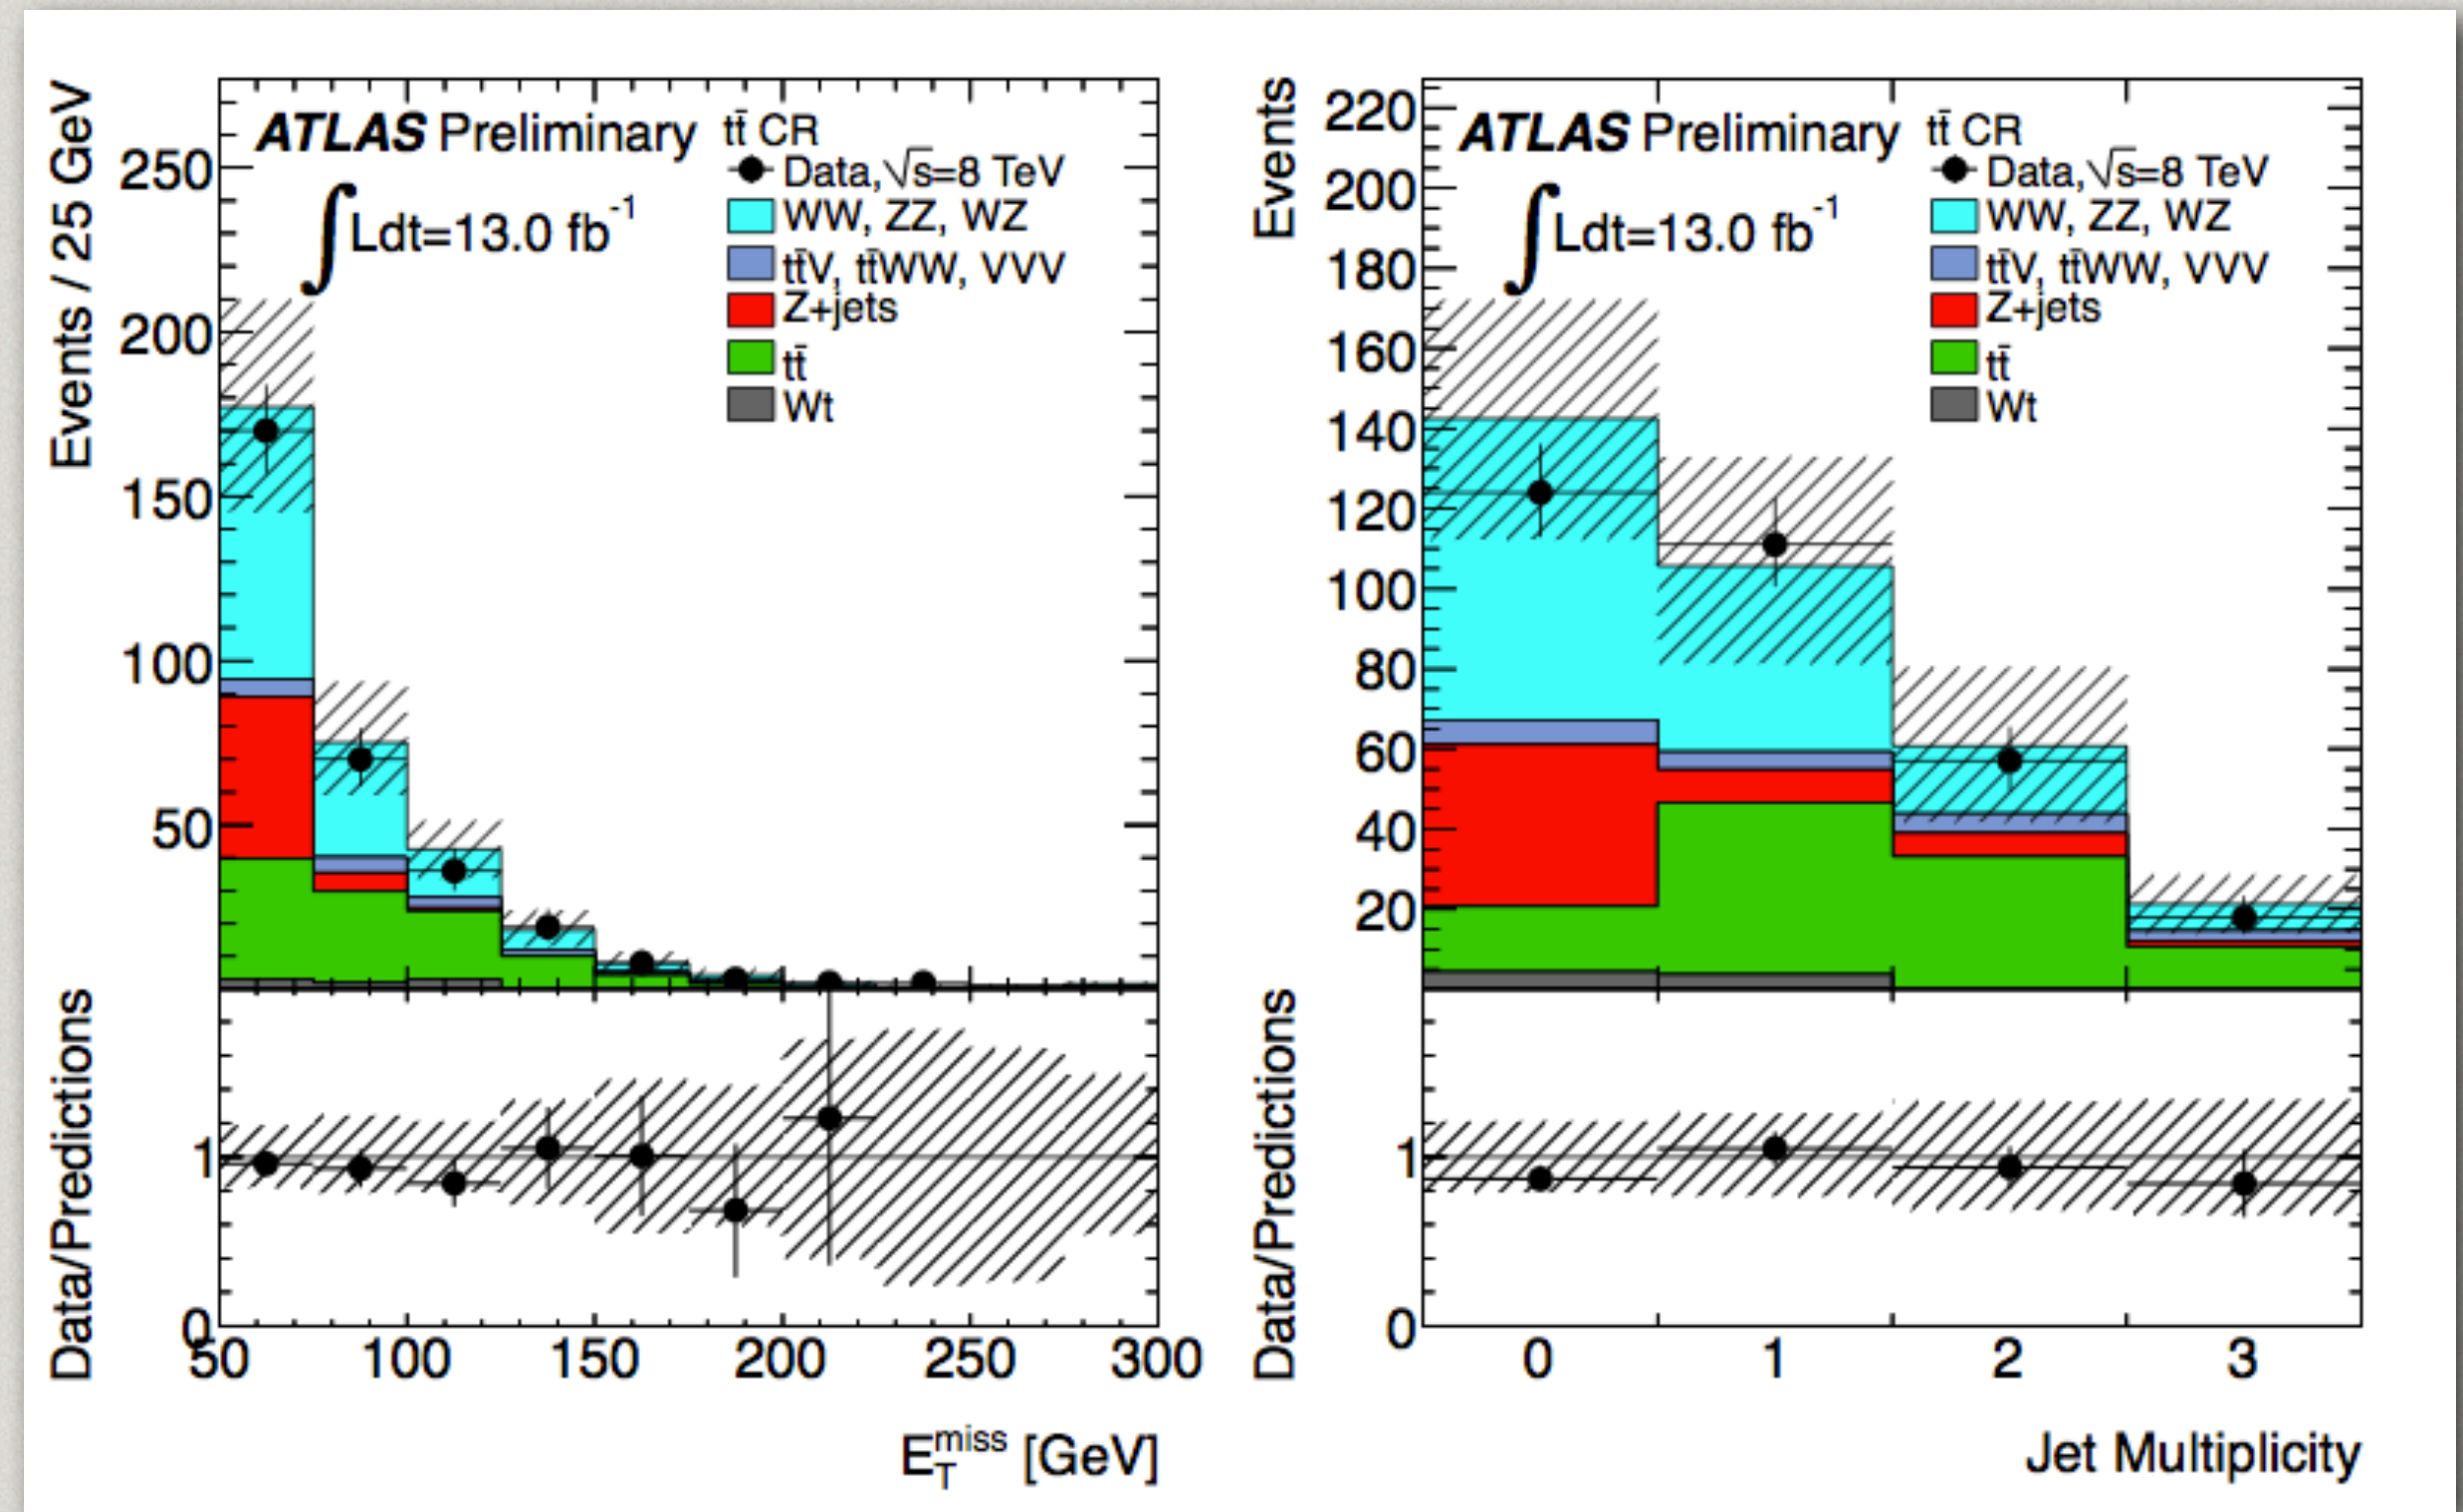 Events / 25 GeV
250
200
150
100
50
ATLAS Preliminary
∫Ldt=13.0 fb⁻¹
tt̄ CR
Data,√s=8 TeV
WW, ZZ, WZ
tt̄V, tt̄WW, VVV
Z+jets
tt̄
Wt
Data/Predictions
1
0
50 100 150 200 250 300
E_T^miss [GeV]
Events
220
200
180
160
140
120
100
80
60
40
20
ATLAS Preliminary
∫Ldt=13.0 fb⁻¹
tt̄ CR
Data,√s=8 TeV
WW, ZZ, WZ
tt̄V, tt̄WW, VVV
Z+jets
tt̄
Wt
Data/Predictions
1
0
0 1 2 3
Jet Multiplicity